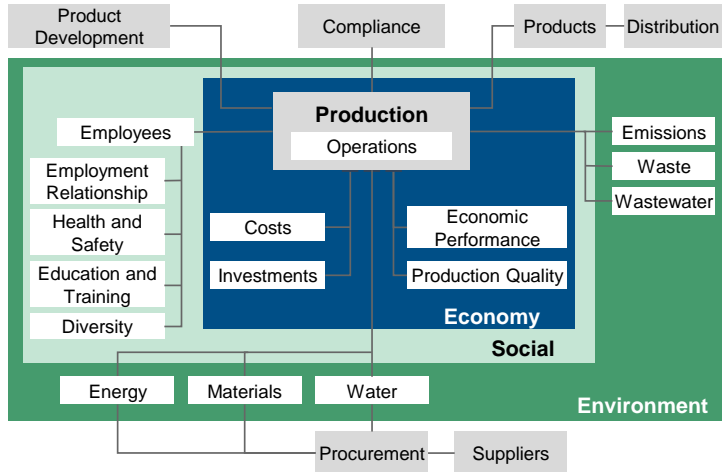 Product
Development
Compliance
Products
Distribution
Production
Operations
Employees
Employment
Relationship
Health and
Safety
Education and
Training
Diversity
Costs
Investments
Economic
Performance
Production Quality
Emissions
Waste
Wastewater
Economy
Social
Energy
Materials
Water
Environment
Procurement
Suppliers